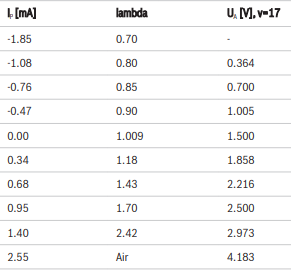 IP [mA] lambda UA [V], v=17
-1.85 0.70 -
-1.08 0.80 0.364
-0.76 0.85 0.700
-0.47 0.90 1.005
0.00 1.009 1.500
0.34 1.18 1.858
0.68 1.43 2.216
0.95 1.70 2.500
1.40 2.42 2.973
2.55 Air 4.183